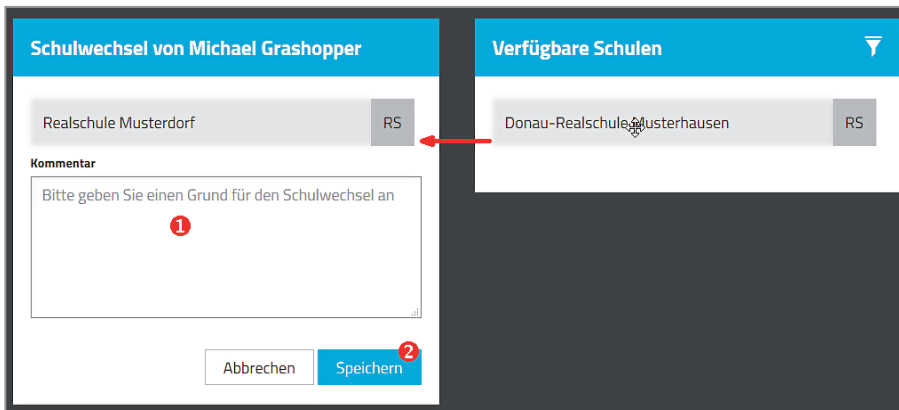 Schulwechsel von Michael Grashopper
Realschule Musterdorf RS
Kommentar
Bitte geben Sie einen Grund für den Schulwechsel an
1
2
Abbrechen Speichern
Verfügbare Schulen
Donau-Realschule Musterhausen RS